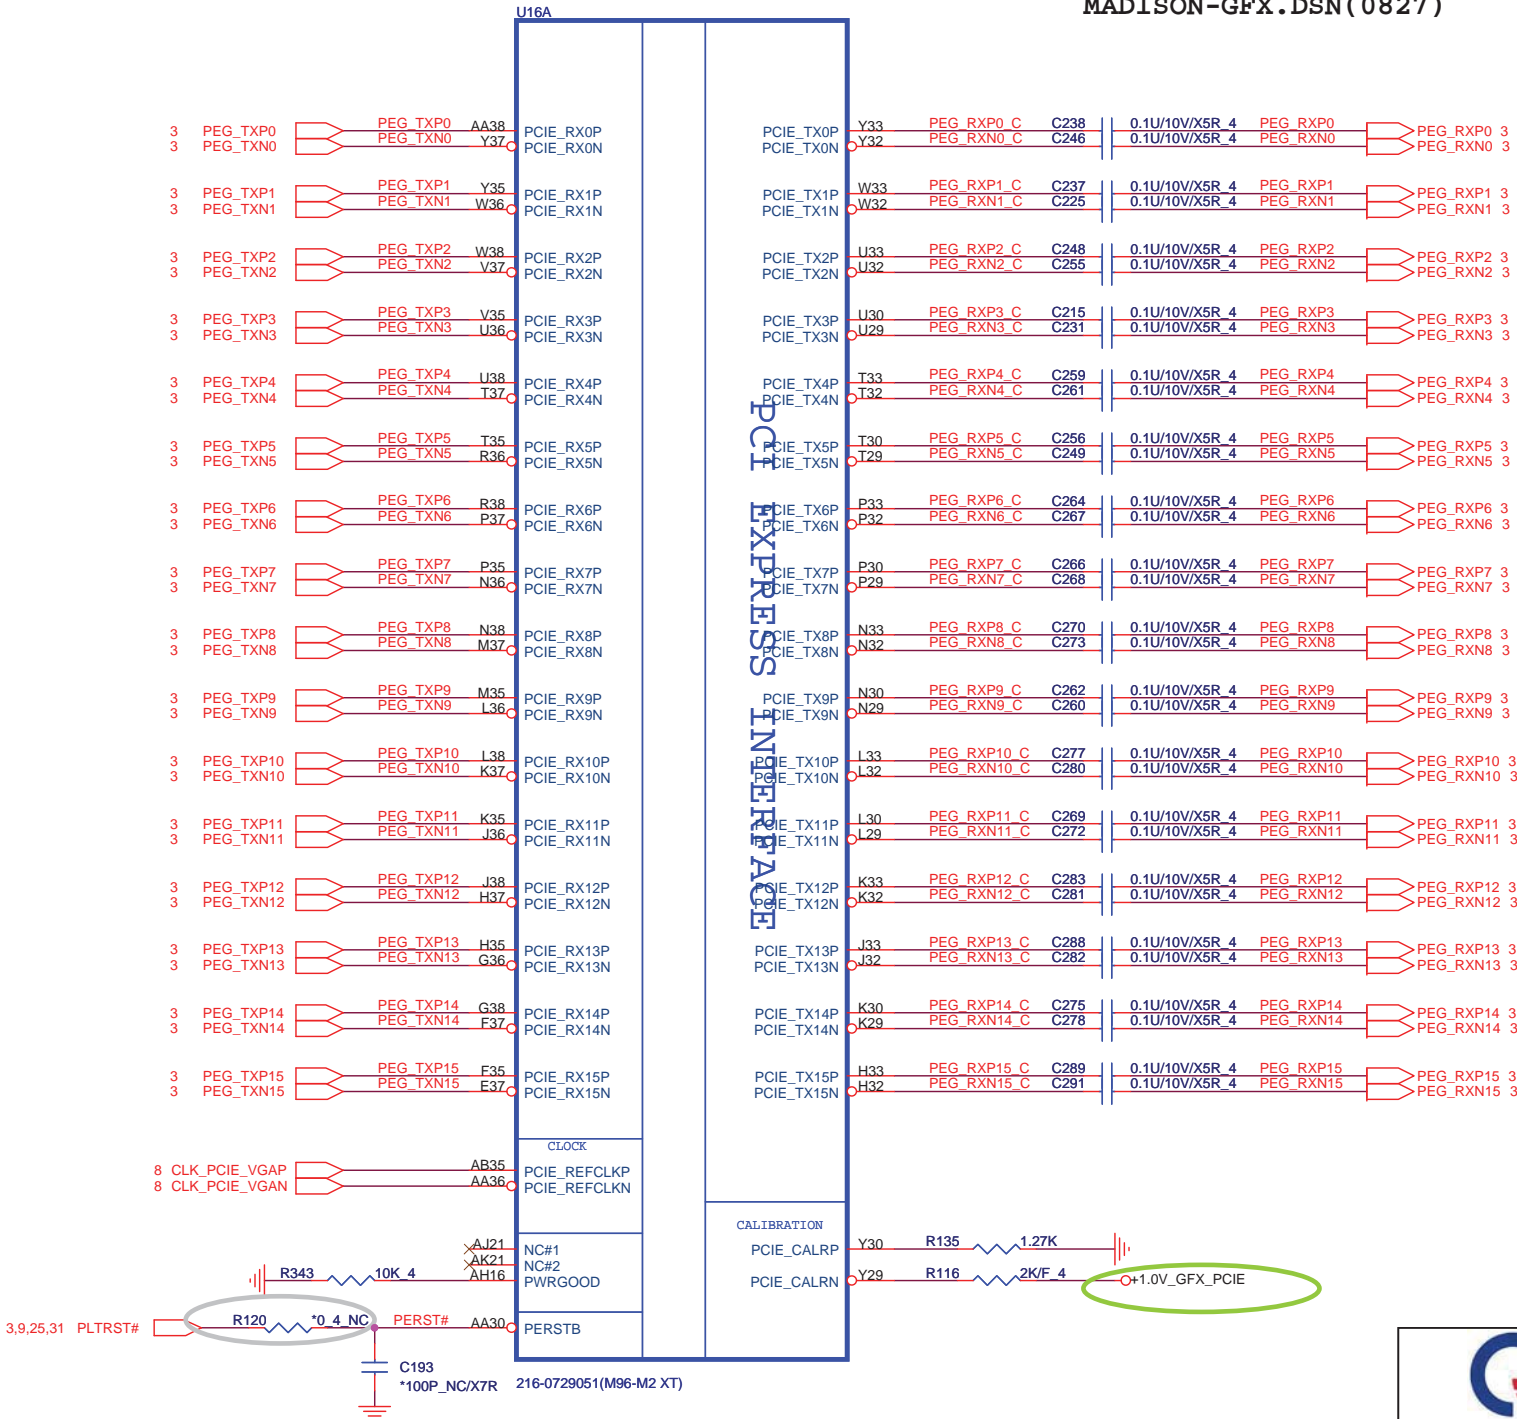 U16A
MADISON-GFX.DSN(0827)
3 PEG_TXP0 PEG_TXP0 AA38 PCIE_RX0P PCIE_TX0P Y33 PEG_RXP0_C C238 0.1U/10V/X5R_4 PEG_RXP0 PEG_RXP0 3
3 PEG_TXN0 PEG_TXN0 Y37 PCIE_RX0N PCIE_TX0N Y32 PEG_RXN0_C C246 0.1U/10V/X5R_4 PEG_RXN0 PEG_RXN0 3
3 PEG_TXP1 PEG_TXP1 Y35 PCIE_RX1P PCIE_TX1P W33 PEG_RXP1_C C237 0.1U/10V/X5R_4 PEG_RXP1 PEG_RXP1 3
3 PEG_TXN1 PEG_TXN1 W36 PCIE_RX1N PCIE_TX1N W32 PEG_RXN1_C C225 0.1U/10V/X5R_4 PEG_RXN1 PEG_RXN1 3
3 PEG_TXP2 PEG_TXP2 W38 PCIE_RX2P PCIE_TX2P U33 PEG_RXP2_C C248 0.1U/10V/X5R_4 PEG_RXP2 PEG_RXP2 3
3 PEG_TXN2 PEG_TXN2 V37 PCIE_RX2N PCIE_TX2N U32 PEG_RXN2_C C255 0.1U/10V/X5R_4 PEG_RXN2 PEG_RXN2 3
3 PEG_TXP3 PEG_TXP3 V35 PCIE_RX3P PCIE_TX3P U30 PEG_RXP3_C C215 0.1U/10V/X5R_4 PEG_RXP3 PEG_RXP3 3
3 PEG_TXN3 PEG_TXN3 U36 PCIE_RX3N PCIE_TX3N U29 PEG_RXN3_C C231 0.1U/10V/X5R_4 PEG_RXN3 PEG_RXN3 3
3 PEG_TXP4 PEG_TXP4 U38 PCIE_RX4P PCIE_TX4P T33 PEG_RXP4_C C259 0.1U/10V/X5R_4 PEG_RXP4 PEG_RXP4 3
3 PEG_TXN4 PEG_TXN4 T37 PCIE_RX4N PCIE_TX4N T32 PEG_RXN4_C C261 0.1U/10V/X5R_4 PEG_RXN4 PEG_RXN4 3
3 PEG_TXP5 PEG_TXP5 T35 PCIE_RX5P PCIE_TX5P T30 PEG_RXP5_C C256 0.1U/10V/X5R_4 PEG_RXP5 PEG_RXP5 3
3 PEG_TXN5 PEG_TXN5 R36 PCIE_RX5N PCIE_TX5N T29 PEG_RXN5_C C249 0.1U/10V/X5R_4 PEG_RXN5 PEG_RXN5 3
3 PEG_TXP6 PEG_TXP6 R38 PCIE_RX6P PCIE_TX6P P33 PEG_RXP6_C C264 0.1U/10V/X5R_4 PEG_RXP6 PEG_RXP6 3
3 PEG_TXN6 PEG_TXN6 P37 PCIE_RX6N PCIE_TX6N P32 PEG_RXN6_C C267 0.1U/10V/X5R_4 PEG_RXN6 PEG_RXN6 3
3 PEG_TXP7 PEG_TXP7 P35 PCIE_RX7P PCIE_TX7P P30 PEG_RXP7_C C266 0.1U/10V/X5R_4 PEG_RXP7 PEG_RXP7 3
3 PEG_TXN7 PEG_TXN7 N36 PCIE_RX7N PCIE_TX7N P29 PEG_RXN7_C C268 0.1U/10V/X5R_4 PEG_RXN7 PEG_RXN7 3
3 PEG_TXP8 PEG_TXP8 N38 PCIE_RX8P PCIE_TX8P N33 PEG_RXP8_C C270 0.1U/10V/X5R_4 PEG_RXP8 PEG_RXP8 3
3 PEG_TXN8 PEG_TXN8 M37 PCIE_RX8N PCIE_TX8N N32 PEG_RXN8_C C273 0.1U/10V/X5R_4 PEG_RXN8 PEG_RXN8 3
3 PEG_TXP9 PEG_TXP9 M35 PCIE_RX9P PCIE_TX9P N30 PEG_RXP9_C C262 0.1U/10V/X5R_4 PEG_RXP9 PEG_RXP9 3
3 PEG_TXN9 PEG_TXN9 L36 PCIE_RX9N PCIE_TX9N N29 PEG_RXN9_C C260 0.1U/10V/X5R_4 PEG_RXN9 PEG_RXN9 3
3 PEG_TXP10 PEG_TXP10 L38 PCIE_RX10P PCIE_TX10P L33 PEG_RXP10_C C277 0.1U/10V/X5R_4 PEG_RXP10 PEG_RXP10 3
3 PEG_TXN10 PEG_TXN10 K37 PCIE_RX10N PCIE_TX10N L32 PEG_RXN10_C C280 0.1U/10V/X5R_4 PEG_RXN10 PEG_RXN10 3
3 PEG_TXP11 PEG_TXP11 K35 PCIE_RX11P PCIE_TX11P L30 PEG_RXP11_C C269 0.1U/10V/X5R_4 PEG_RXP11 PEG_RXP11 3
3 PEG_TXN11 PEG_TXN11 J36 PCIE_RX11N PCIE_TX11N L29 PEG_RXN11_C C272 0.1U/10V/X5R_4 PEG_RXN11 PEG_RXN11 3
3 PEG_TXP12 PEG_TXP12 J38 PCIE_RX12P PCIE_TX12P K33 PEG_RXP12_C C283 0.1U/10V/X5R_4 PEG_RXP12 PEG_RXP12 3
3 PEG_TXN12 PEG_TXN12 H37 PCIE_RX12N PCIE_TX12N K32 PEG_RXN12_C C281 0.1U/10V/X5R_4 PEG_RXN12 PEG_RXN12 3
3 PEG_TXP13 PEG_TXP13 H35 PCIE_RX13P PCIE_TX13P J33 PEG_RXP13_C C288 0.1U/10V/X5R_4 PEG_RXP13 PEG_RXP13 3
3 PEG_TXN13 PEG_TXN13 G36 PCIE_RX13N PCIE_TX13N J32 PEG_RXN13_C C282 0.1U/10V/X5R_4 PEG_RXN13 PEG_RXN13 3
3 PEG_TXP14 PEG_TXP14 G38 PCIE_RX14P PCIE_TX14P K30 PEG_RXP14_C C275 0.1U/10V/X5R_4 PEG_RXP14 PEG_RXP14 3
3 PEG_TXN14 PEG_TXN14 F37 PCIE_RX14N PCIE_TX14N K29 PEG_RXN14_C C278 0.1U/10V/X5R_4 PEG_RXN14 PEG_RXN14 3
3 PEG_TXP15 PEG_TXP15 F35 PCIE_RX15P PCIE_TX15P H33 PEG_RXP15_C C289 0.1U/10V/X5R_4 PEG_RXP15 PEG_RXP15 3
3 PEG_TXN15 PEG_TXN15 E37 PCIE_RX15N PCIE_TX15N H32 PEG_RXN15_C C291 0.1U/10V/X5R_4 PEG_RXN15 PEG_RXN15 3
PCI EXPRESS INTERFACE
CLOCK
8 CLK_PCIE_VGAP AB35 PCIE_REFCLKP
8 CLK_PCIE_VGAN AA36 PCIE_REFCLKN
CALIBRATION
AJ21 NC#1 PCIE_CALRP Y30 R135 1.27K
AK21 NC#2
R343 10K_4 AH16 PWRGOOD PCIE_CALRN Y29 R116 2K/F_4 +1.0V_GFX_PCIE
3,9,25,31 PLTRST# R120 *0_4_NC PERST# AA30 PERSTB
C193
*100P_NC/X7R
216-0729051(M96-M2 XT)